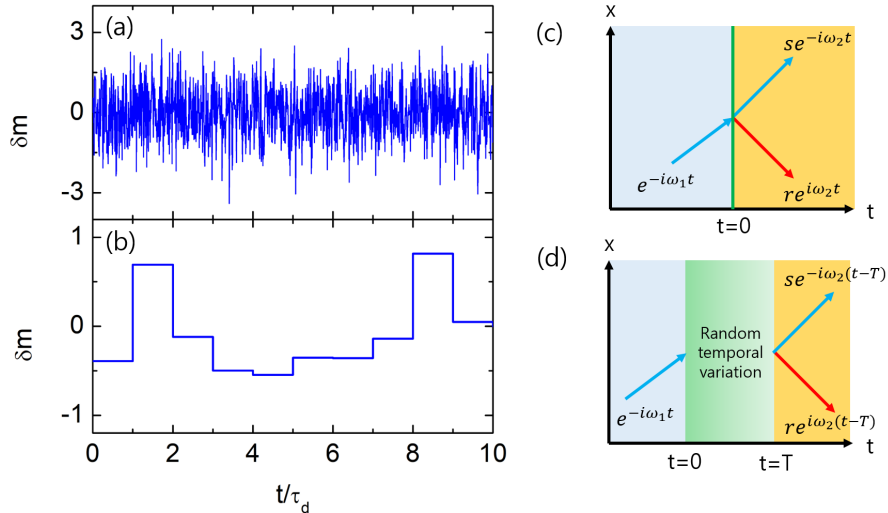 (a)
3
0
-3
δm
(b)
1
0
-1
δm
0 2 4 6 8 10
t/τ_d
(c)
x
se^{-iω₂t}
e^{-iω₁t}
re^{iω₂t}
t
t=0
(d)
x
se^{-iω₂(t-T)}
Random
temporal
variation
e^{-iω₁t}
re^{iω₂(t-T)}
t
t=0 t=T